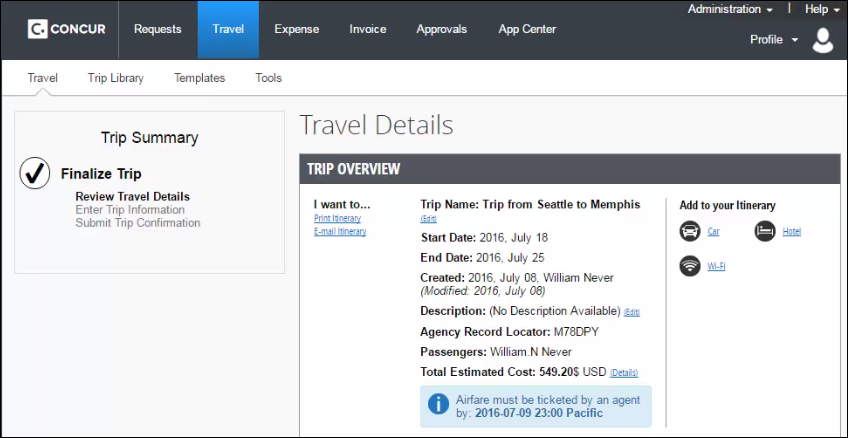 Administration | Help
C. CONCUR Requests Travel Expense Invoice Approvals App Center
Profile
Travel Trip Library Templates Tools
Trip Summary
Finalize Trip
Review Travel Details
Enter Trip Information
Submit Trip Confirmation
Travel Details
TRIP OVERVIEW
I want to...
Print Itinerary
E-mail Itinerary
Trip Name: Trip from Seattle to Memphis
(Edit)
Start Date: 2016, July 18
End Date: 2016, July 25
Created: 2016, July 08, William Never
(Modified: 2016, July 08)
Description: (No Description Available) (Edit)
Agency Record Locator: M78DPY
Passengers: William.N Never
Total Estimated Cost: 549.20$ USD (Details)
i Airfare must be ticketed by an agent
by: 2016-07-09 23:00 Pacific
Add to your Itinerary
Car Hotel
Wi-Fi